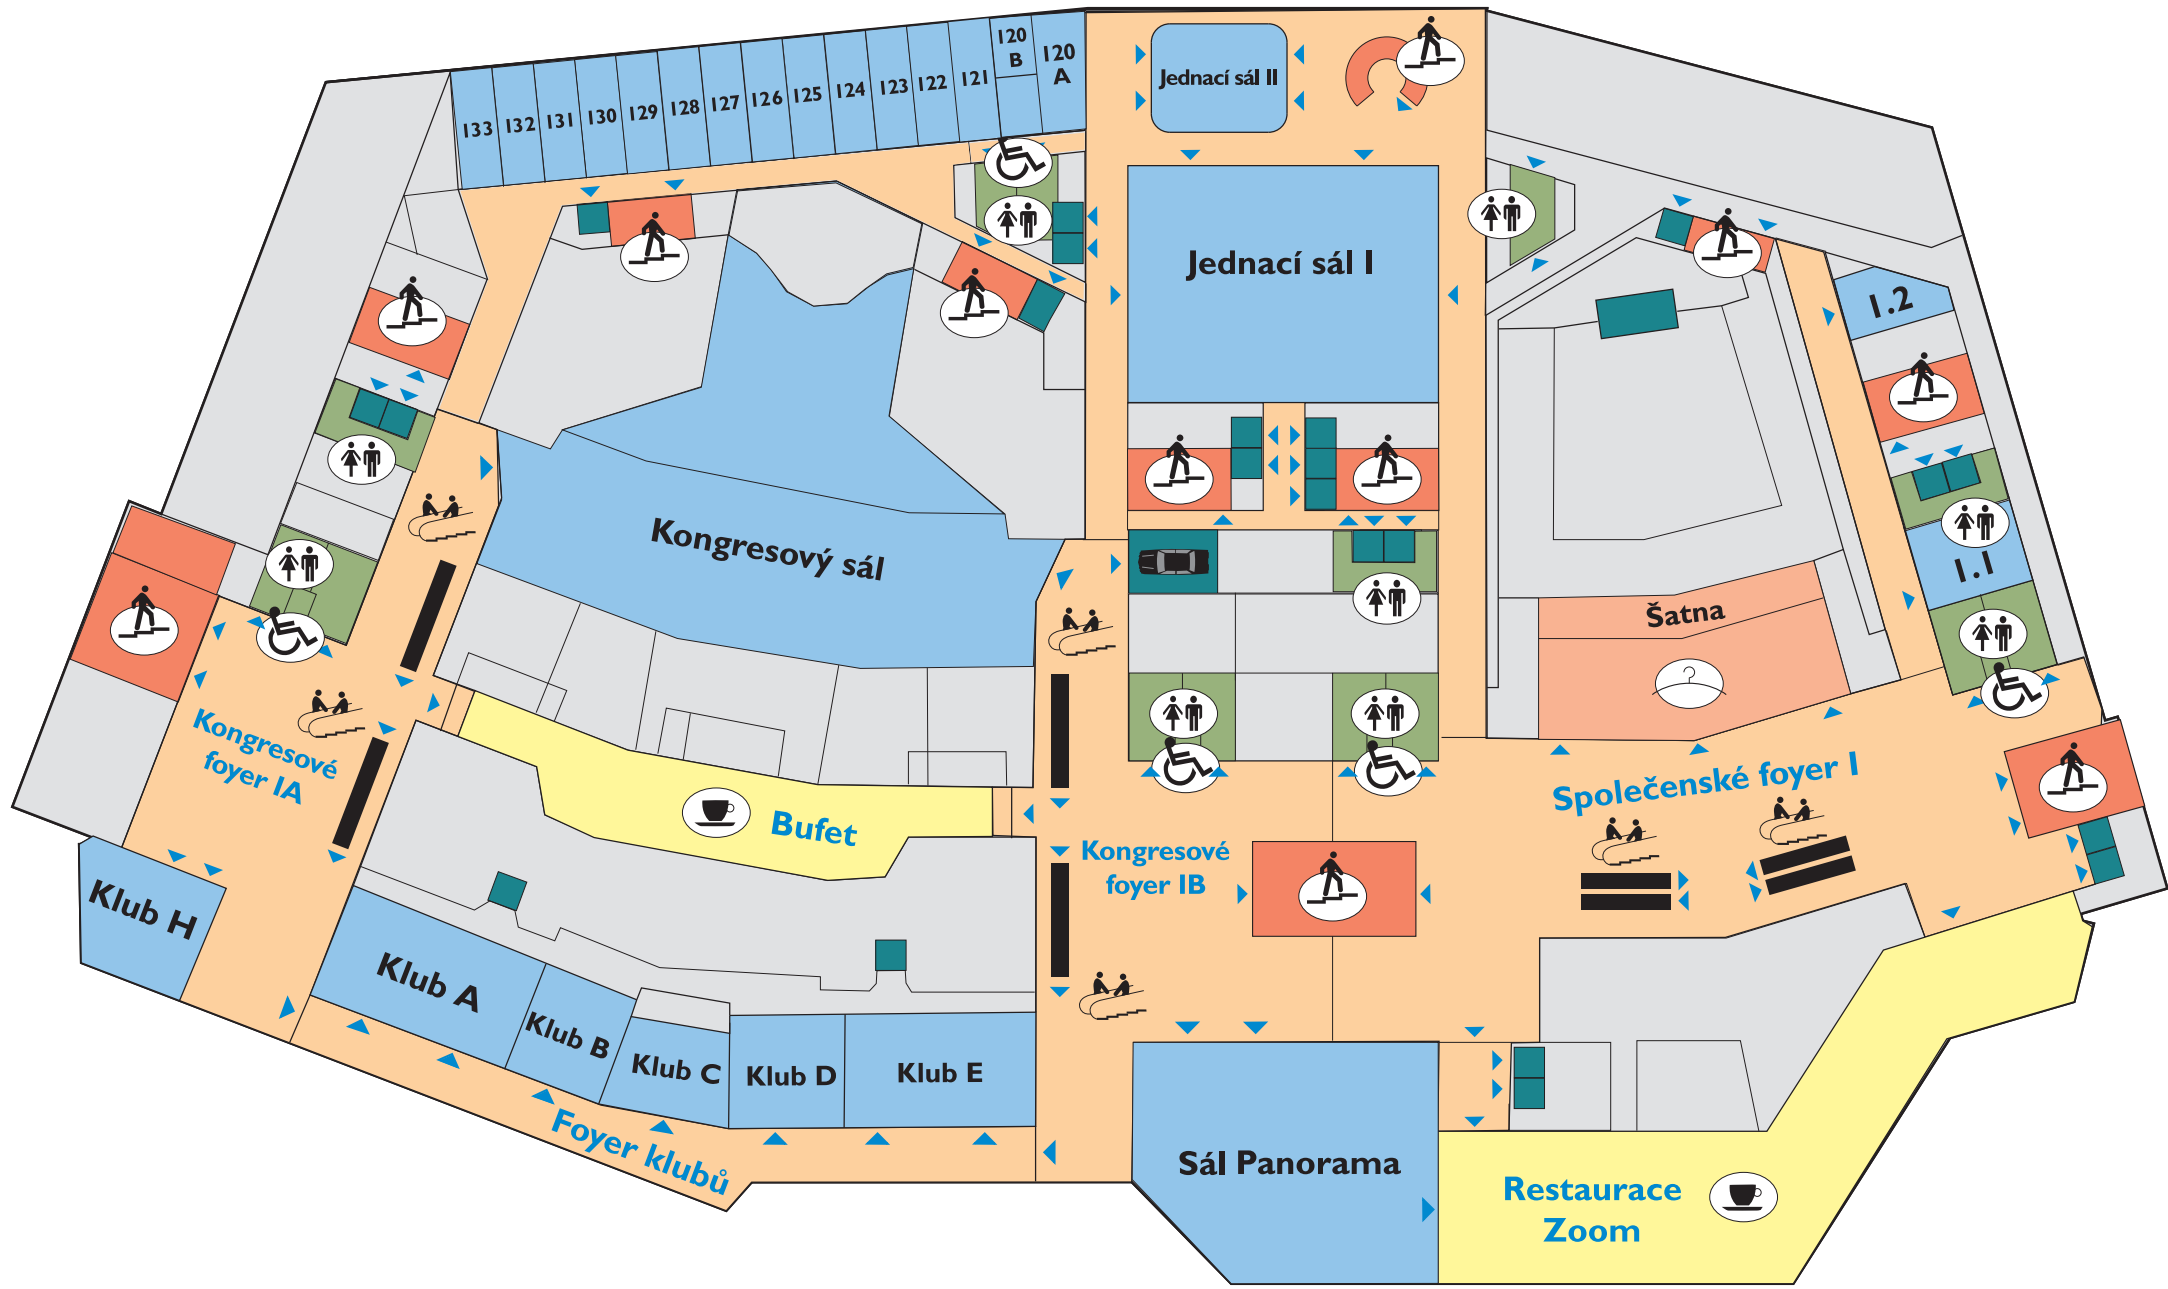 120
B
120
A
133
132
131
130
129
128
127
126
125
124
123
122
121
Jednací sál II
Jednací sál I
1.2
Kongresový sál
1.1
Šatna
Kongresové
foyer IA
Společenské foyer I
Bufet
Kongresové
foyer IB
Klub H
Klub A
Klub B
Klub C
Klub D
Klub E
Foyer klubů
Sál Panorama
Restaurace
Zoom